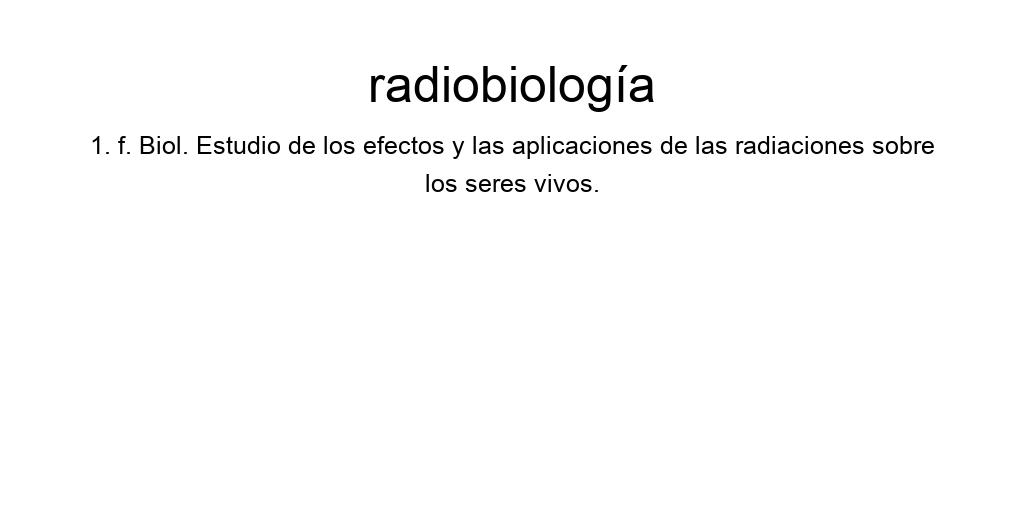 radiobiología
1. f. Biol. Estudio de los efectos y las aplicaciones de las radiaciones sobre
los seres vivos.